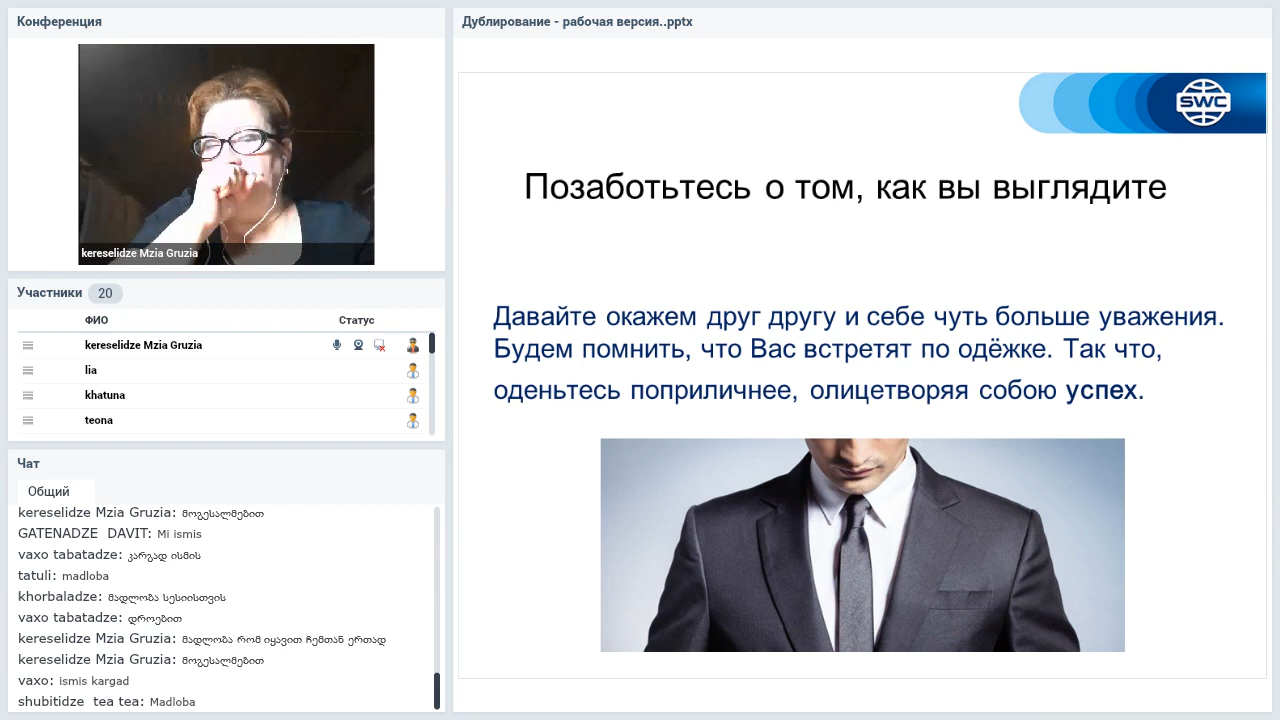 Конференция
kereselidze Mzia Gruzia
Участники 20
ФИО Статус
kereselidze Mzia Gruzia
lia
khatuna
teona
Чат
Общий
kereselidze Mzia Gruzia: მოგესალმებით
GATENADZE DAVIT: Mi ismis
vaxo tabatadze: კარგად ისმის
tatuli: madloba
khorbaladze: მადლობა სესიისთვის
vaxo tabatadze: დროებით
kereselidze Mzia Gruzia: მადლობა რომ იყავით ჩემთან ერთად
kereselidze Mzia Gruzia: მოგესალმებით
vaxo: ismis kargad
shubitidze tea tea: Madloba
Дублирование - рабочая версия..pptx
SWC
Позаботьтесь о том, как вы выглядите
Давайте окажем друг другу и себе чуть больше уважения.
Будем помнить, что Вас встретят по одёжке. Так что,
оденьтесь поприличнее, олицетворяя собою успех.